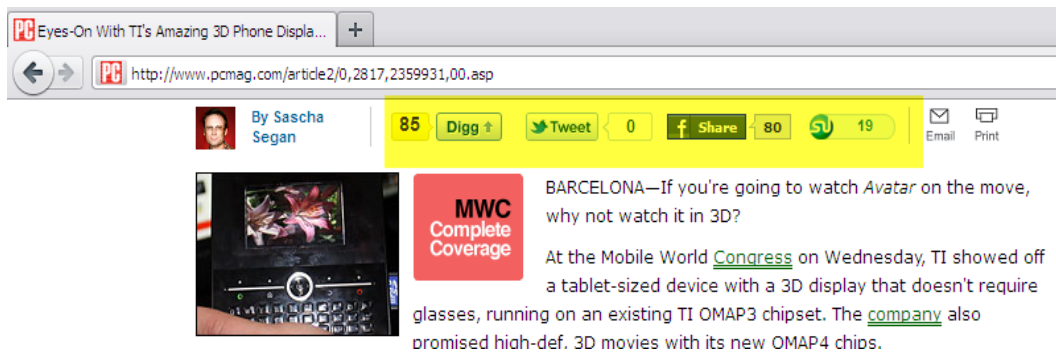 PC Eyes-On With TI's Amazing 3D Phone Displa... +
PC http://www.pcmag.com/article2/0,2817,2359931,00.asp
By Sascha
Segan
85 Digg Tweet 0 f Share 80 19
Email Print
MWC
Complete
Coverage
BARCELONA—If you're going to watch Avatar on the move,
why not watch it in 3D?
At the Mobile World Congress on Wednesday, TI showed off
a tablet-sized device with a 3D display that doesn't require
glasses, running on an existing TI OMAP3 chipset. The company also
promised high-def, 3D movies with its new OMAP4 chips.